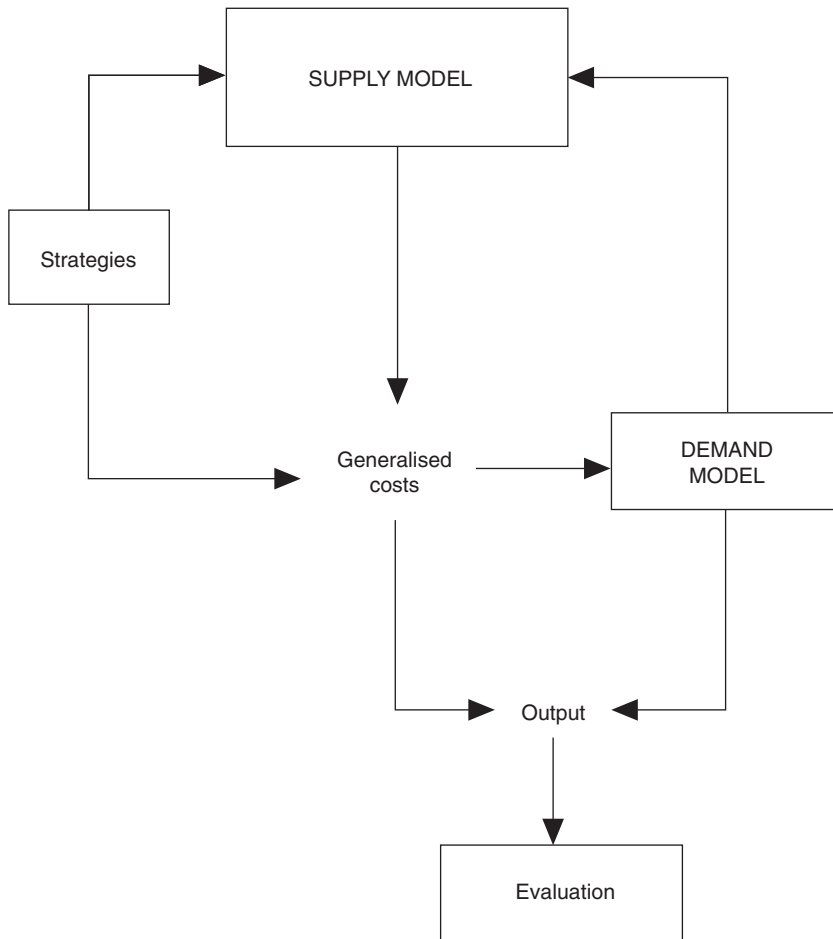 SUPPLY MODEL
Strategies
Generalised
costs
DEMAND
MODEL
Output
Evaluation